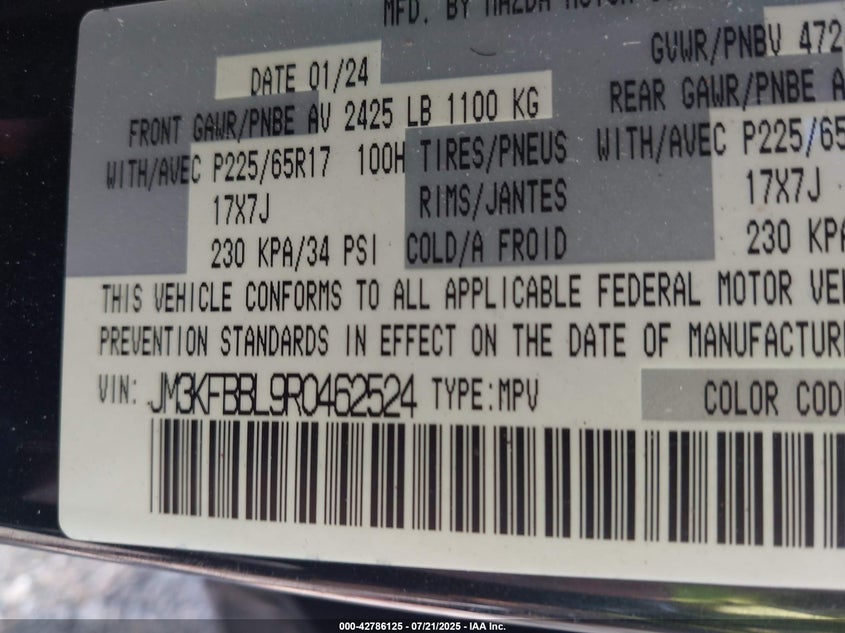 MFD. BY MAZDA MOTOR
DATE 01/24
GVWR/PNBV 472
FRONT GAWR/PNBE AV 2425 LB 1100 KG
REAR GAWR/PNBE A
WITH/AVEC P225/65R17 100H TIRES/PNEUS WITH/AVEC P225/65
17X7J RIMS/JANTES 17X7J
230 KPA/34 PSI COLD/A FROID 230 KPA
THIS VEHICLE CONFORMS TO ALL APPLICABLE FEDERAL MOTOR VE
PREVENTION STANDARDS IN EFFECT ON THE DATE OF MANUFACTUR
VIN: JM3KFBBL9R0462524 TYPE:MPV COLOR COD
000-42786125 - 07/21/2025 - IAA Inc.